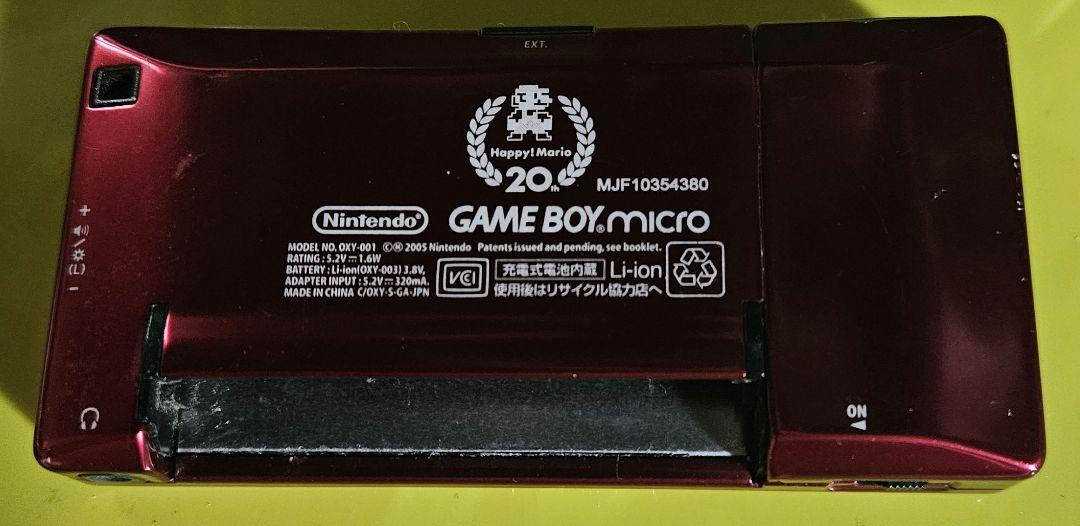 EXT.
Happy! Mario
20th
MJF10354380
Nintendo® GAME BOY® micro
MODEL NO. OXY-001 ©Ⓜ 2005 Nintendo Patents issued and pending, see booklet.
RATING : 5.2V⎓1.6W
BATTERY : Li-ion(OXY-003) 3.8V,
ADAPTER INPUT : 5.2V⎓320mA.
MADE IN CHINA C/OXY-S-GA-JPN
VCI
充電式電池内蔵 Li-ion
使用後はリサイクル協力店へ
+
(L)
ON